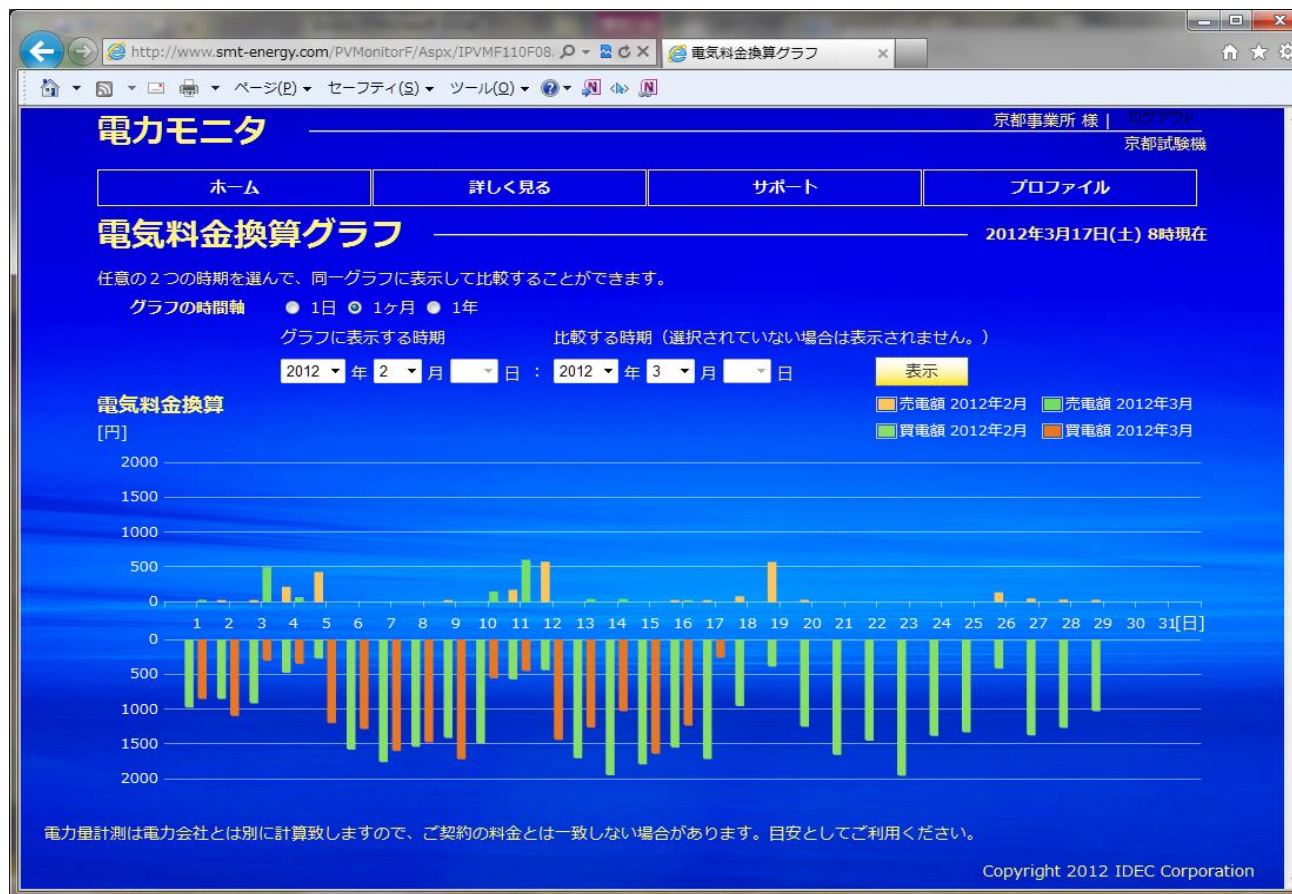 http://www.smt-energy.com/PVMonitorF/Aspx/IPVMF110F08.
電気料金換算グラフ
ページ(P) セーフティ(S) ツール(O)
電力モニタ
京都事業所 様 | ログアウト
京都試験機
ホーム 詳しく見る サポート プロファイル
電気料金換算グラフ
2012年3月17日(土) 8時現在
任意の2つの時期を選んで、同一グラフに表示して比較することができます。
グラフの時間軸 1日 1ヶ月 1年
グラフに表示する時期 比較する時期(選択されていない場合は表示されません。)
2012 年 2 月 日 : 2012 年 3 月 日 表示
電気料金換算
売電額 2012年2月 売電額 2012年3月
[円]
買電額 2012年2月 買電額 2012年3月
2000
1500
1000
500
0
1 2 3 4 5 6 7 8 9 10 11 12 13 14 15 16 17 18 19 20 21 22 23 24 25 26 27 28 29 30 31[日]
0
500
1000
1500
2000
電力量計測は電力会社とは別に計算致しますので、ご契約の料金とは一致しない場合があります。目安としてご利用ください。
Copyright 2012 IDEC Corporation